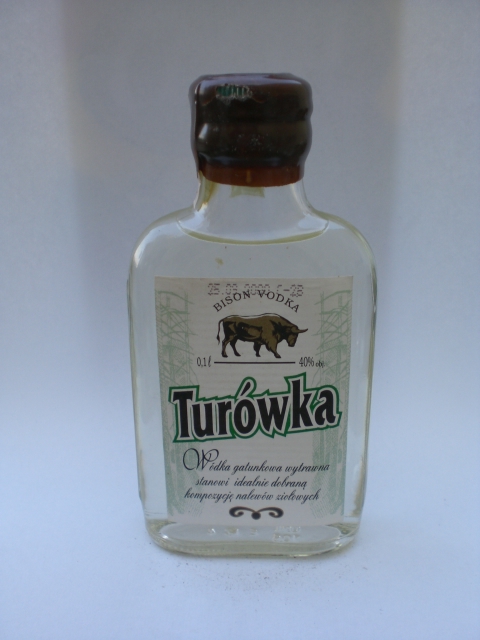 BISON VODKA
0,1 ℓ 40% obj.
Turówka
Wódka gatunkowa wytrawna
stanowi idealnie dobraną
kompozycję nalewów ziołowych